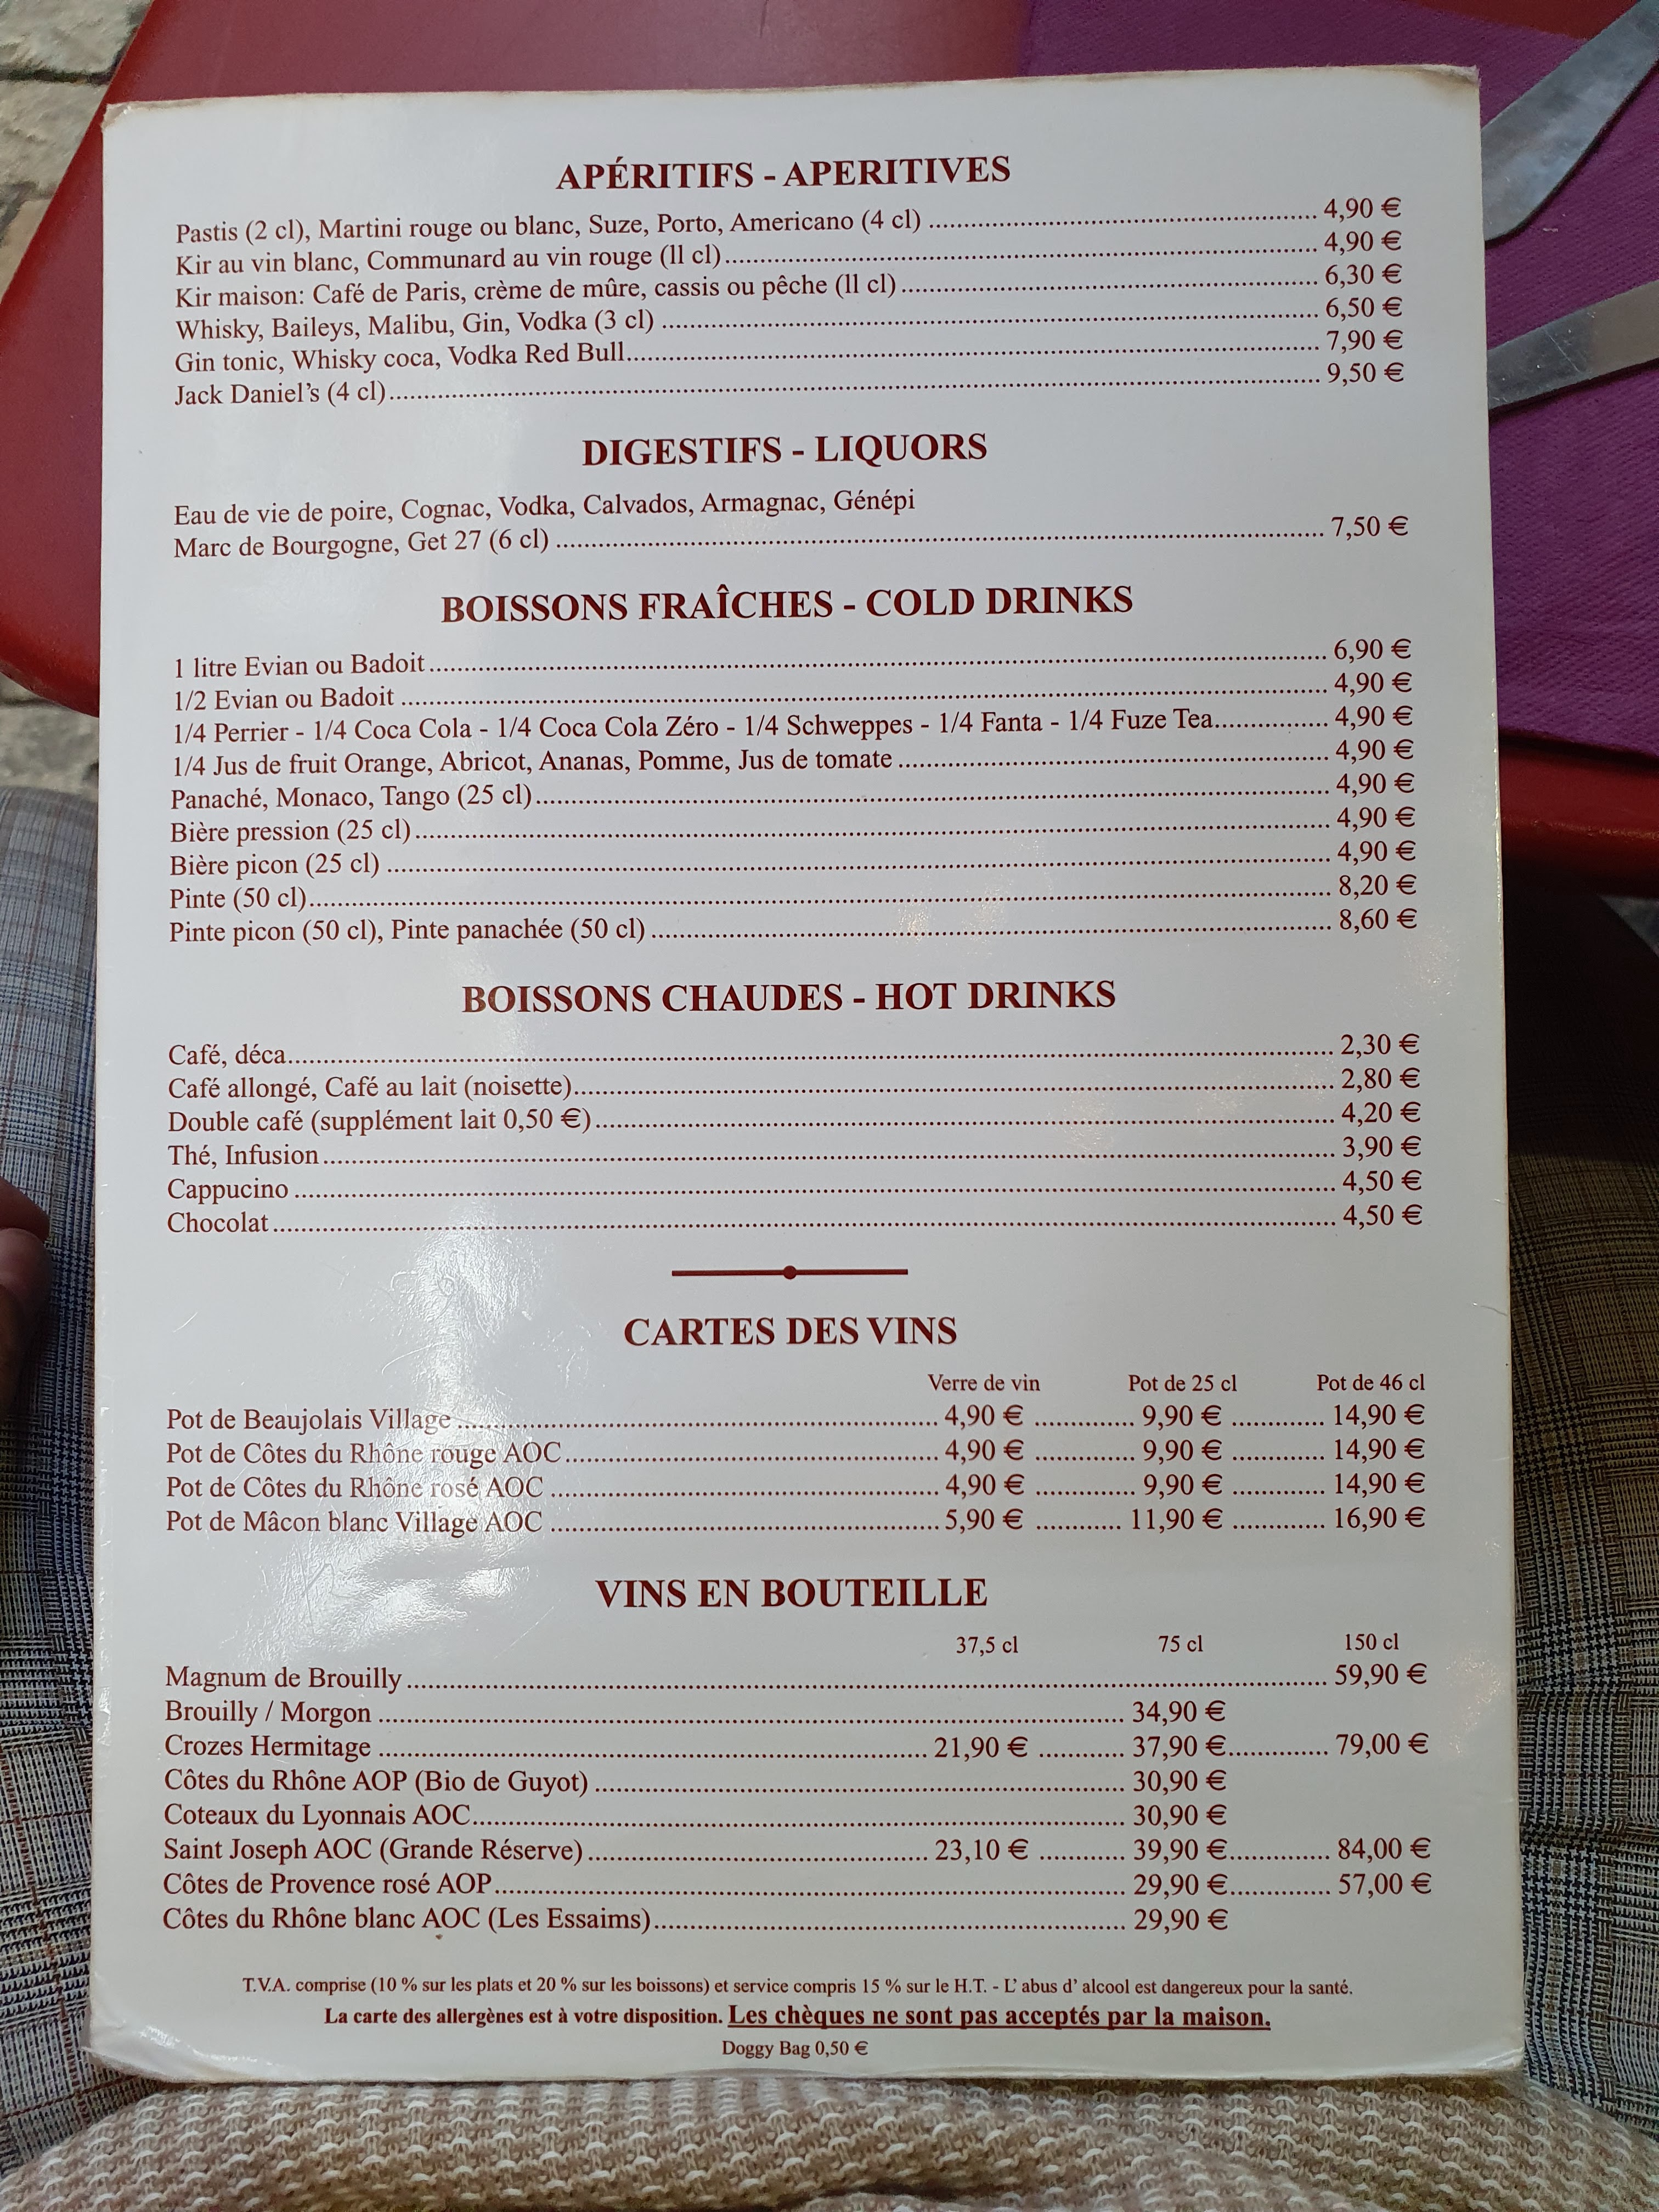 APÉRITIFS - APERITIVES
Pastis (2 cl), Martini rouge ou blanc, Suze, Porto, Americano (4 cl) 4,90 €
Kir au vin blanc, Communard au vin rouge (11 cl) 4,90 €
Kir maison: Café de Paris, crème de mûre, cassis ou pêche (11 cl) 6,30 €
Whisky, Baileys, Malibu, Gin, Vodka (3 cl) 6,50 €
Gin tonic, Whisky coca, Vodka Red Bull 7,90 €
Jack Daniel's (4 cl) 9,50 €
DIGESTIFS - LIQUORS
Eau de vie de poire, Cognac, Vodka, Calvados, Armagnac, Génépi
Marc de Bourgogne, Get 27 (6 cl) 7,50 €
BOISSONS FRAÎCHES - COLD DRINKS
1 litre Evian ou Badoit 6,90 €
1/2 Evian ou Badoit 4,90 €
1/4 Perrier - 1/4 Coca Cola - 1/4 Coca Cola Zéro - 1/4 Schweppes - 1/4 Fanta - 1/4 Fuze Tea 4,90 €
1/4 Jus de fruit Orange, Abricot, Ananas, Pomme, Jus de tomate 4,90 €
Panaché, Monaco, Tango (25 cl) 4,90 €
Bière pression (25 cl) 4,90 €
Bière picon (25 cl) 4,90 €
Pinte (50 cl) 8,20 €
Pinte picon (50 cl), Pinte panachée (50 cl) 8,60 €
BOISSONS CHAUDES - HOT DRINKS
Café, déca 2,30 €
Café allongé, Café au lait (noisette) 2,80 €
Double café (supplément lait 0,50 €) 4,20 €
Thé, Infusion 3,90 €
Cappucino 4,50 €
Chocolat 4,50 €
CARTES DES VINS
Verre de vin Pot de 25 cl Pot de 46 cl
Pot de Beaujolais Village 4,90 € 9,90 € 14,90 €
Pot de Côtes du Rhône rouge AOC 4,90 € 9,90 € 14,90 €
Pot de Côtes du Rhône rosé AOC 4,90 € 9,90 € 14,90 €
Pot de Mâcon blanc Village AOC 5,90 € 11,90 € 16,90 €
VINS EN BOUTEILLE
37,5 cl 75 cl 150 cl
Magnum de Brouilly 59,90 €
Brouilly / Morgon 34,90 €
Crozes Hermitage 21,90 € 37,90 € 79,00 €
Côtes du Rhône AOP (Bio de Guyot) 30,90 €
Coteaux du Lyonnais AOC 30,90 €
Saint Joseph AOC (Grande Réserve) 23,10 € 39,90 € 84,00 €
Côtes de Provence rosé AOP 29,90 € 57,00 €
Côtes du Rhône blanc AOC (Les Essaims) 29,90 €
T.V.A. comprise (10 % sur les plats et 20 % sur les boissons) et service compris 15 % sur le H.T. - L' abus d' alcool est dangereux pour la santé.
La carte des allergènes est à votre disposition. Les chèques ne sont pas acceptés par la maison.
Doggy Bag 0,50 €